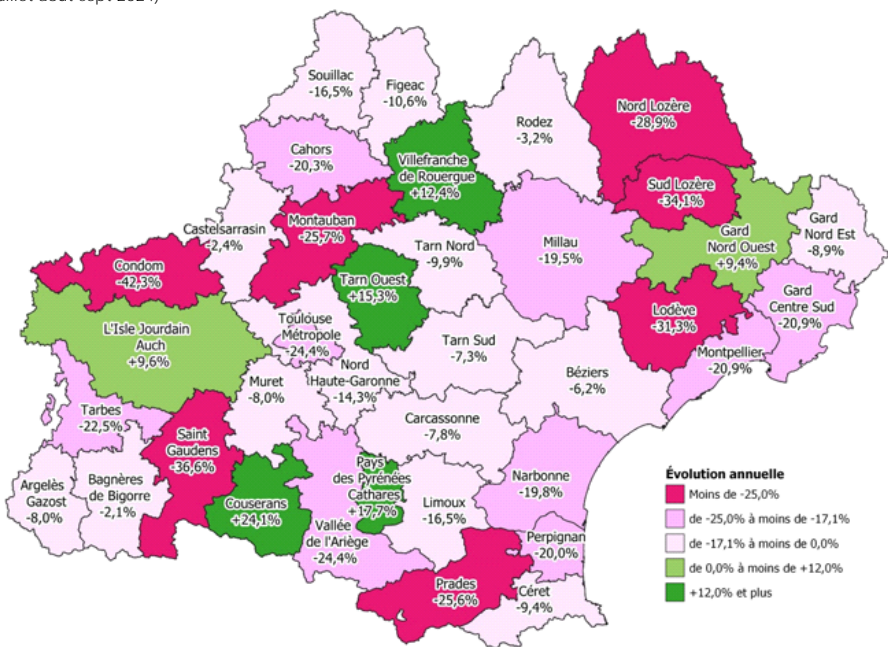 Souillac
-16,5%
Figeac
-10,6%
Rodez
-3,2%
Nord Lozère
-28,9%
Cahors
-20,3%
Villefranche
de Rouergue
+12,4%
Sud Lozère
-34,1%
Castelsarrasin
-2,4%
Montauban
-25,7%
Tarn Nord
-9,9%
Millau
-19,5%
Gard
Nord Ouest
+9,4%
Gard
Nord Est
-8,9%
Condom
-42,3%
Tarn Ouest
+15,3%
Lodève
-31,3%
Gard
Centre Sud
-20,9%
L'Isle Jourdain
Auch
+9,6%
Toulouse
Métropole
-24,4%
Tarn Sud
-7,3%
Montpellier
-20,9%
Muret
-8,0%
Nord
Haute-Garonne
-14,3%
Béziers
-6,2%
Tarbes
-22,5%
Saint
Gaudens
-36,6%
Carcassonne
-7,8%
Argelès
Gazost
-8,0%
Bagnères
de Bigorre
-2,1%
Couserans
+24,1%
Pays
des Pyrénées
Cathares
+17,7%
Limoux
-16,5%
Narbonne
-19,8%
Vallée
de l'Ariège
-24,4%
Perpignan
-20,0%
Prades
-25,6%
Céret
-9,4%
Évolution annuelle
Moins de -25,0%
de -25,0% à moins de -17,1%
de -17,1% à moins de 0,0%
de 0,0% à moins de +12,0%
+12,0% et plus